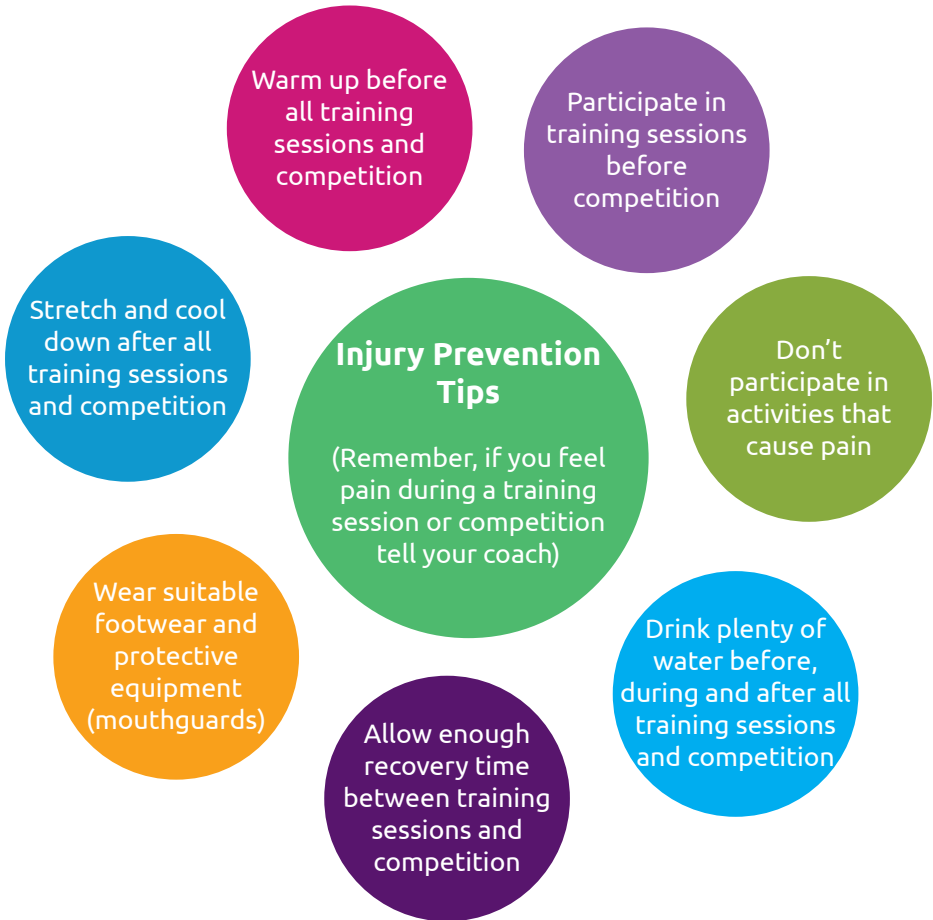 Warm up before
all training
sessions and
competition
Participate in
training sessions
before
competition
Stretch and cool
down after all
training sessions
and competition
Injury Prevention
Tips
(Remember, if you feel
pain during a training
session or competition
tell your coach)
Don’t
participate in
activities that
cause pain
Wear suitable
footwear and
protective
equipment
(mouthguards)
Drink plenty of
water before,
during and after all
training sessions
and competition
Allow enough
recovery time
between training
sessions and
competition